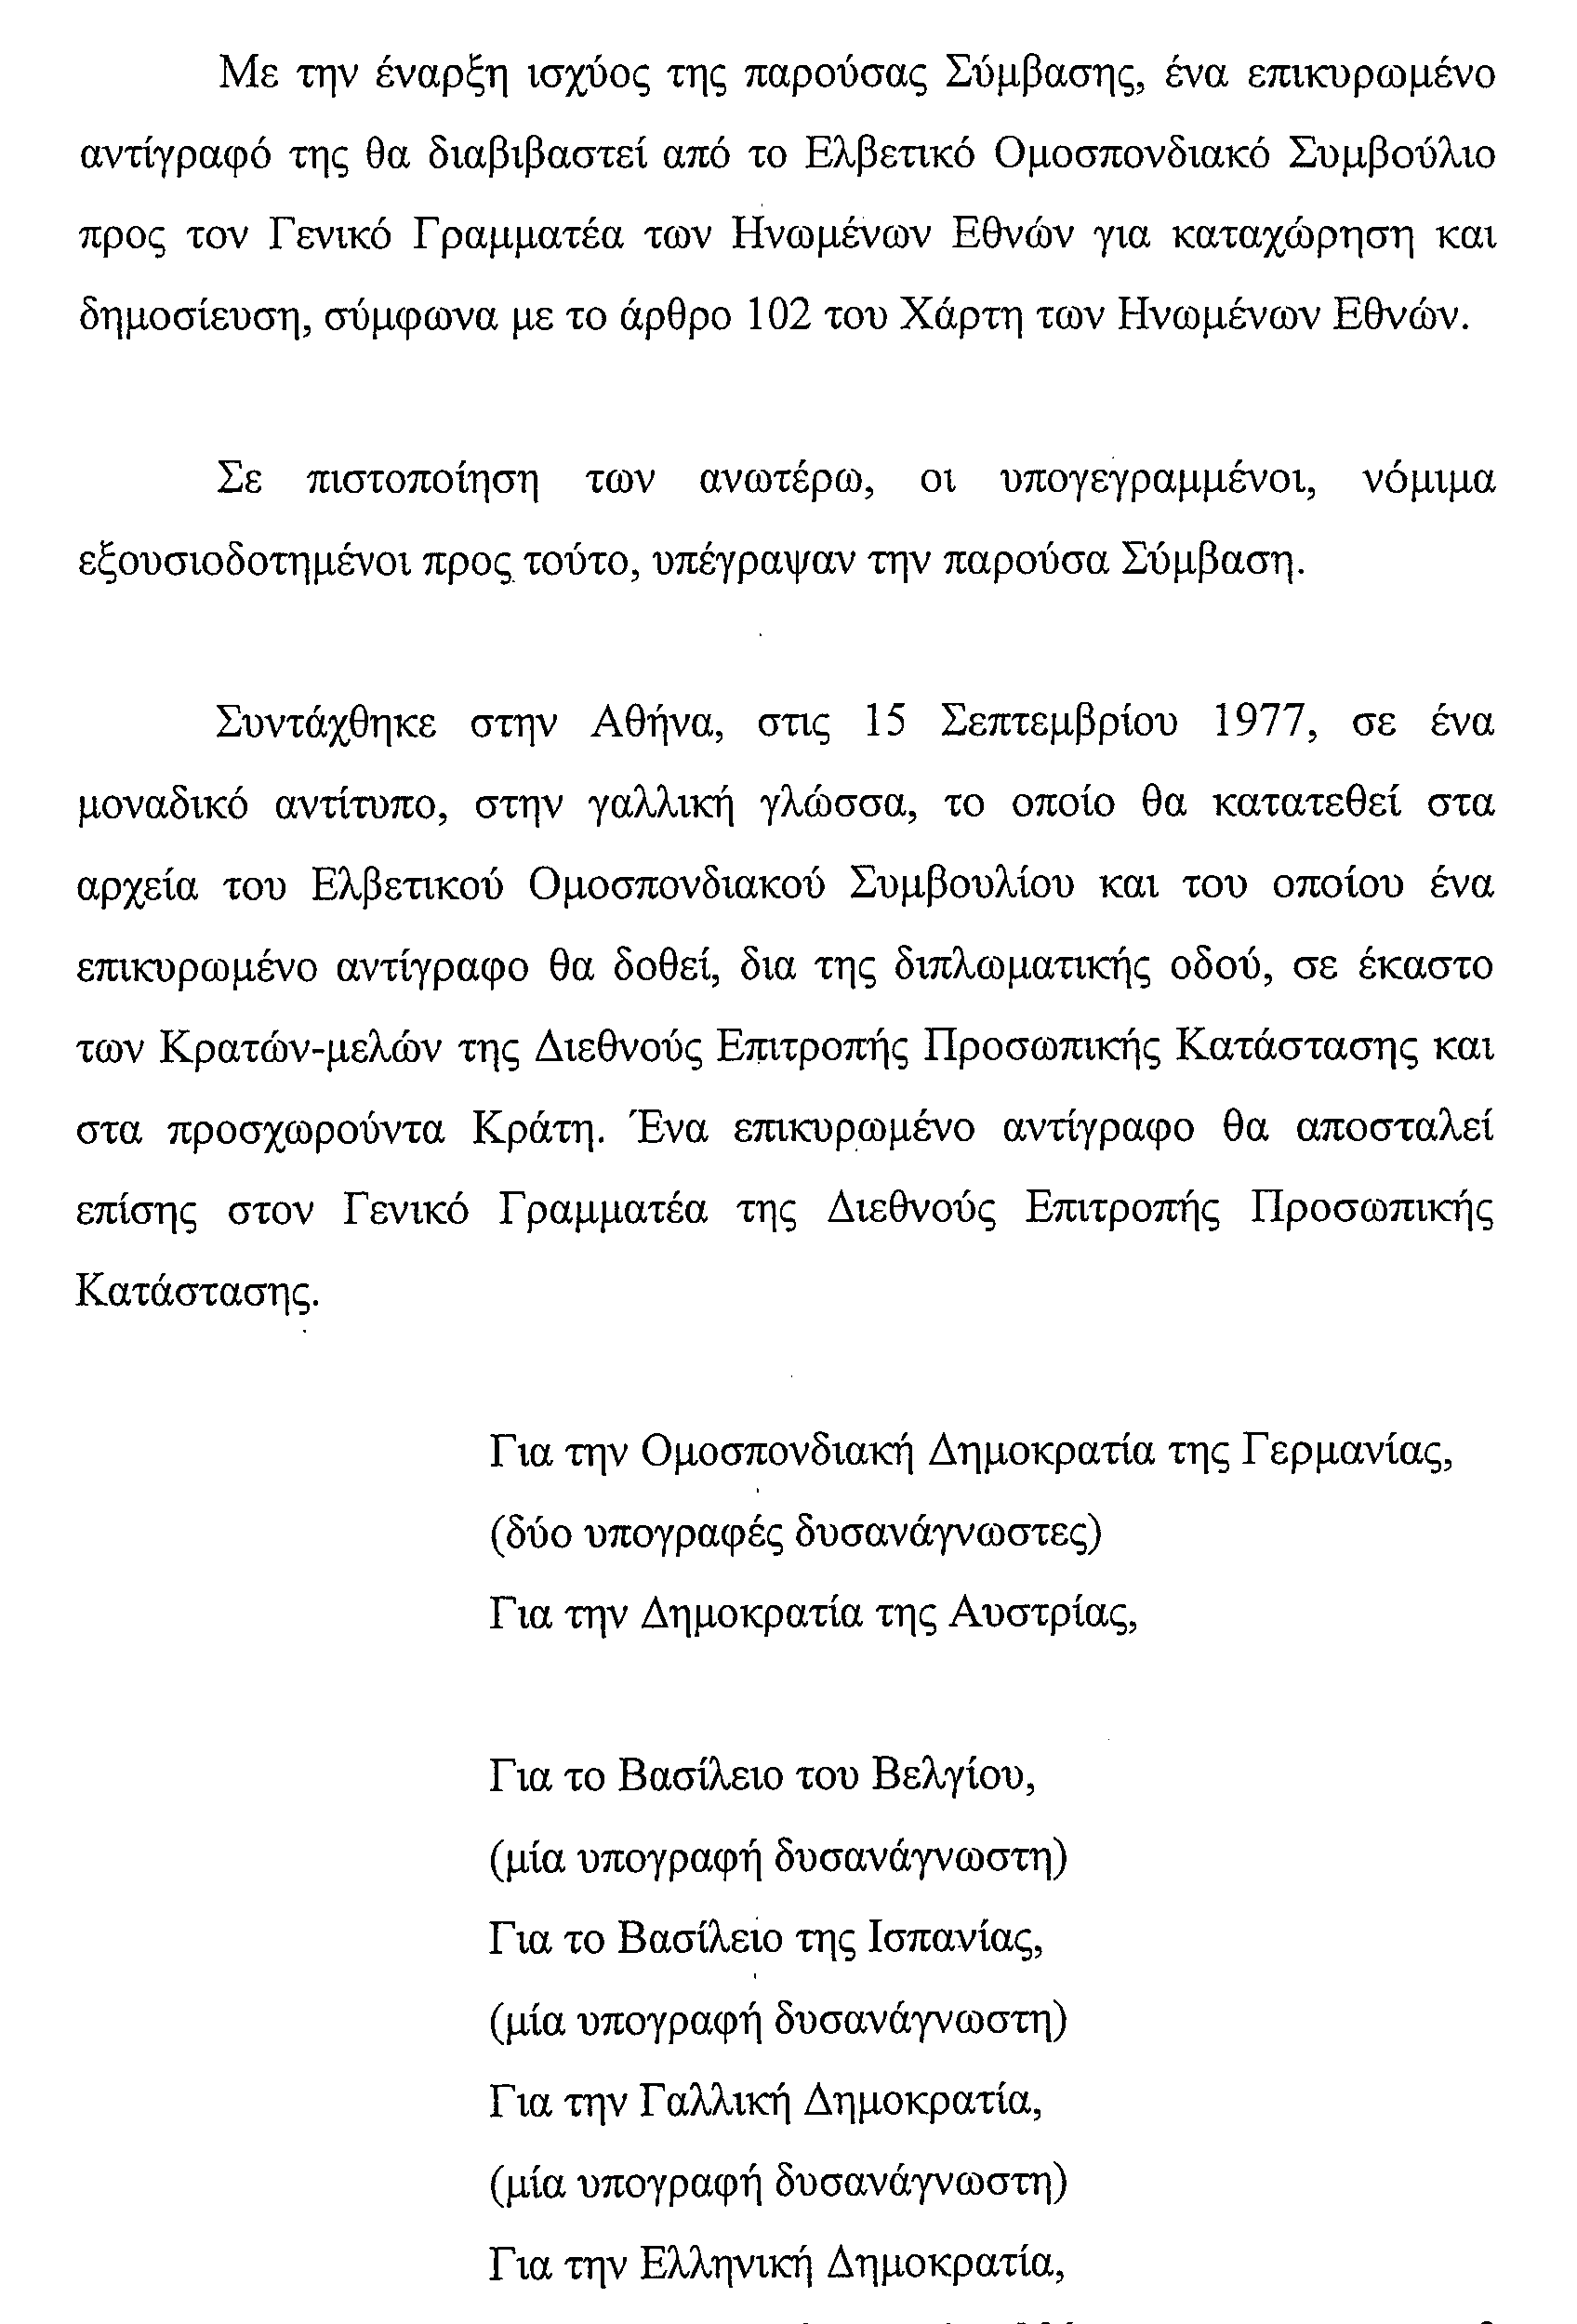 Με την έναρξη ισχύος της παρούσας Σύμβασης, ένα επικυρωμένο
αντίγραφό της θα διαβιβαστεί από το Ελβετικό Ομοσπονδιακό Συμβούλιο
προς τον Γενικό Γραμματέα των Ηνωμένων Εθνών για καταχώρηση και
δημοσίευση, σύμφωνα με το άρθρο 102 του Χάρτη των Ηνωμένων Εθνών.
Σε πιστοποίηση των ανωτέρω, οι υπογεγραμμένοι, νόμιμα
εξουσιοδοτημένοι προς τούτο, υπέγραψαν την παρούσα Σύμβαση.
Συντάχθηκε στην Αθήνα, στις 15 Σεπτεμβρίου 1977, σε ένα
μοναδικό αντίτυπο, στην γαλλική γλώσσα, το οποίο θα κατατεθεί στα
αρχεία του Ελβετικού Ομοσπονδιακού Συμβουλίου και του οποίου ένα
επικυρωμένο αντίγραφο θα δοθεί, δια της διπλωματικής οδού, σε έκαστο
των Κρατών-μελών της Διεθνούς Επιτροπής Προσωπικής Κατάστασης και
στα προσχωρούντα Κράτη. Ένα επικυρωμένο αντίγραφο θα αποσταλεί
επίσης στον Γενικό Γραμματέα της Διεθνούς Επιτροπής Προσωπικής
Κατάστασης.
Για την Ομοσπονδιακή Δημοκρατία της Γερμανίας,
(δύο υπογραφές δυσανάγνωστες)
Για την Δημοκρατία της Αυστρίας,
Για το Βασίλειο του Βελγίου,
(μία υπογραφή δυσανάγνωστη)
Για το Βασίλειο της Ισπανίας,
(μία υπογραφή δυσανάγνωστη)
Για την Γαλλική Δημοκρατία,
(μία υπογραφή δυσανάγνωστη)
Για την Ελληνική Δημοκρατία,